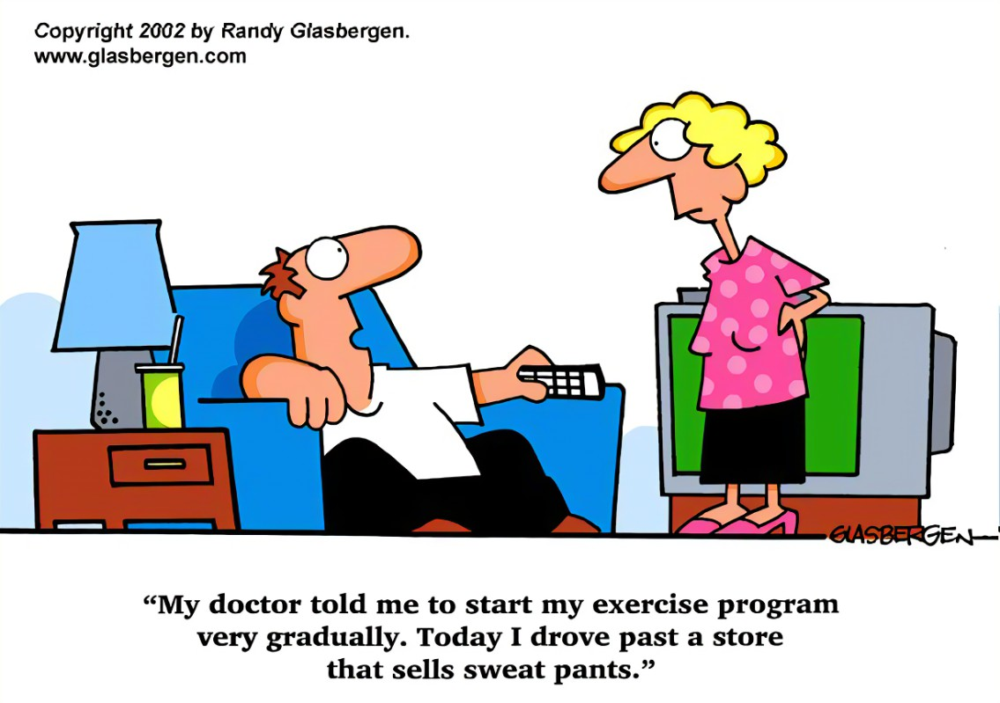 Copyright 2002 by Randy Glasbergen.
www.glasbergen.com
GLASBERGEN
“My doctor told me to start my exercise program
very gradually. Today I drove past a store
that sells sweat pants.”